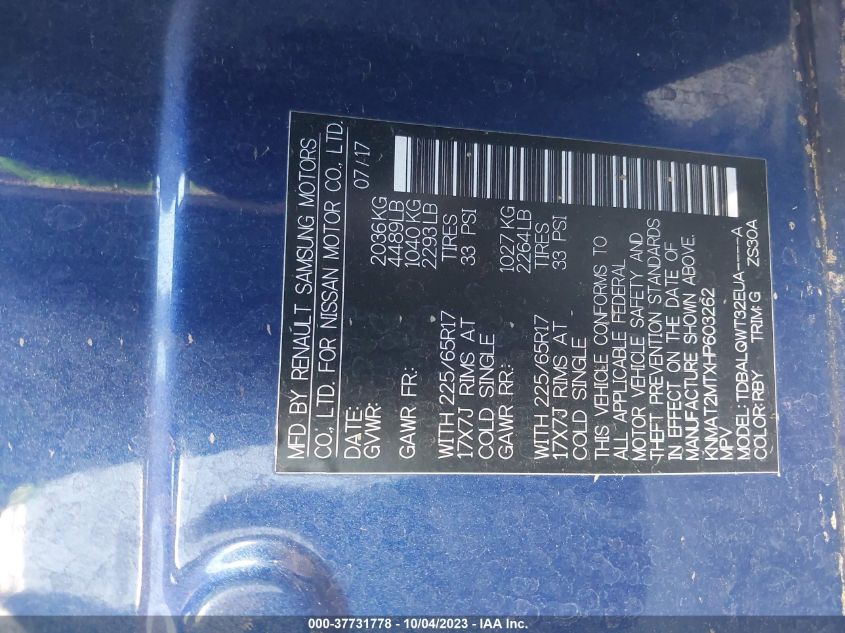 MFD BY RENAULT SAMSUNG MOTORS
CO., LTD. FOR NISSAN MOTOR CO., LTD.
DATE: 07/17
GVWR: 2036KG
4489LB
GAWR FR: 1040KG
2293LB
WITH 225/65R17 TIRES
17X7J RIMS AT 33 PSI
COLD SINGLE
GAWR RR: 1027KG
2264LB
WITH 225/65R17 TIRES
17X7J RIMS AT 33 PSI
COLD SINGLE
THIS VEHICLE CONFORMS TO
ALL APPLICABLE FEDERAL
MOTOR VEHICLE SAFETY AND
THEFT PREVENTION STANDARDS
IN EFFECT ON THE DATE OF
MANUFACTURE SHOWN ABOVE.
KNMAT2MTXHP603262
MPV
MODEL: TDBALQWT32EUA-----A
COLOR:RBY TRIM:G ZS30A
000-37731778 - 10/04/2023 - IAA Inc.